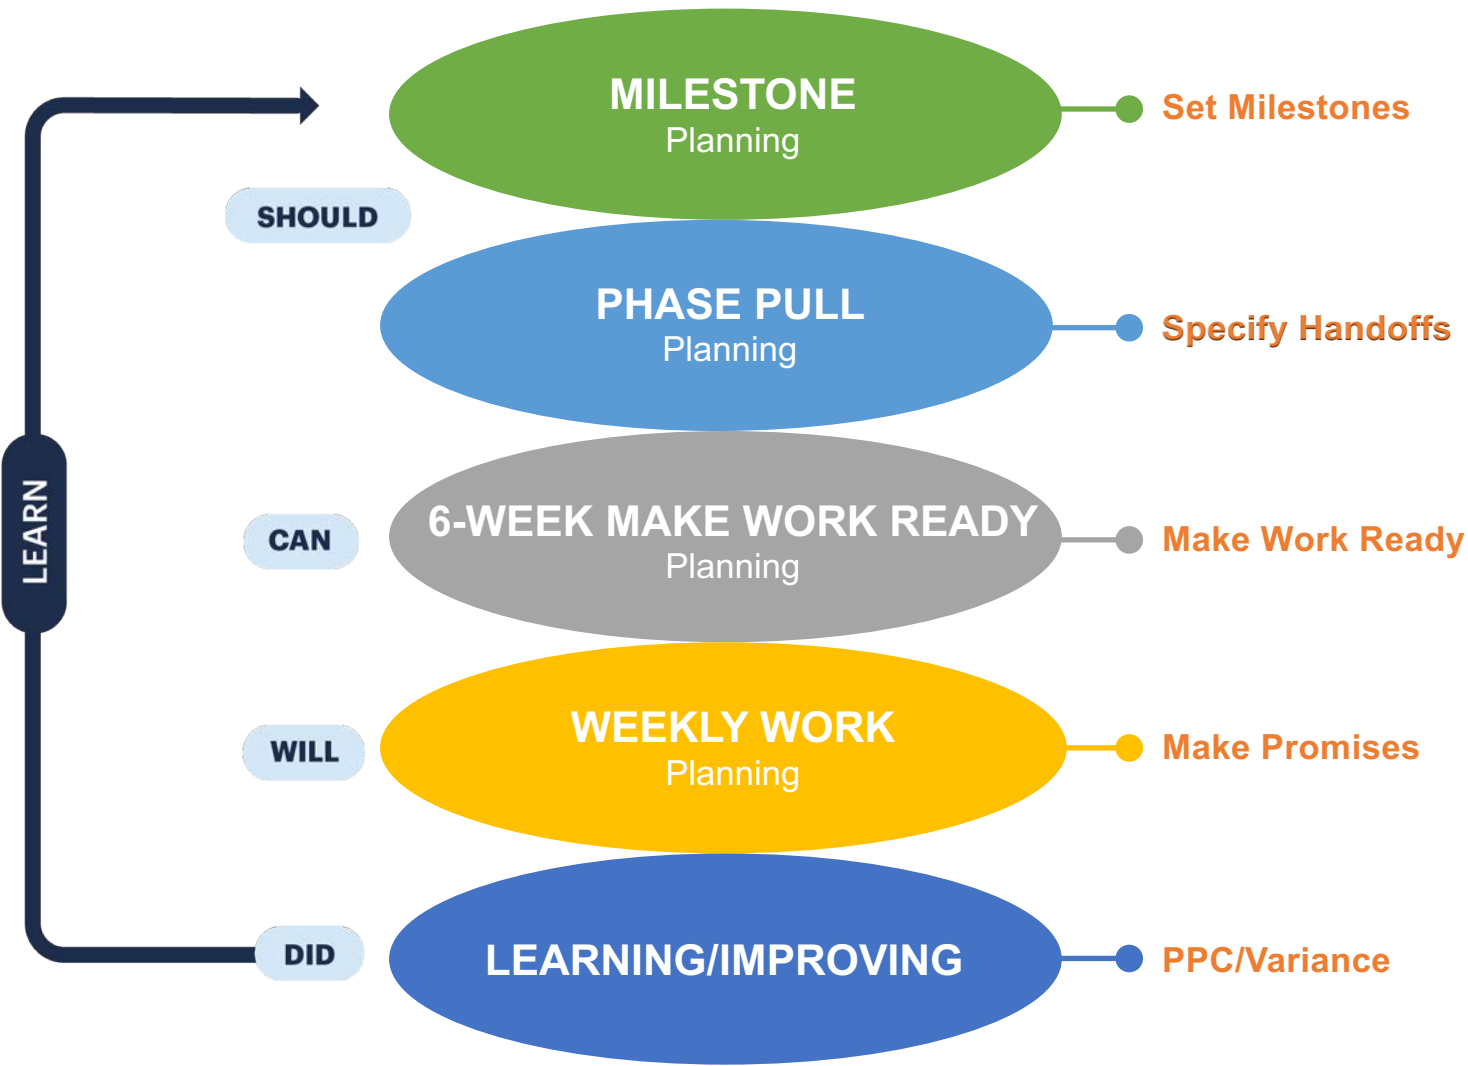 MILESTONE
Planning
Set Milestones
SHOULD
PHASE PULL
Planning
Specify Handoffs
LEARN
CAN
6-WEEK MAKE WORK READY
Planning
Make Work Ready
WILL
WEEKLY WORK
Planning
Make Promises
DID
LEARNING/IMPROVING
PPC/Variance